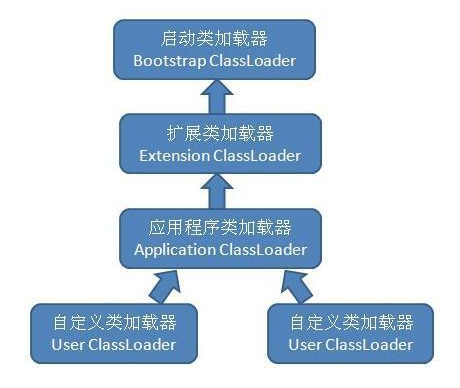 启动类加载器
Bootstrap ClassLoader
扩展类加载器
Extension ClassLoader
应用程序类加载器
Application ClassLoader
自定义类加载器
User ClassLoader
自定义类加载器
User ClassLoader